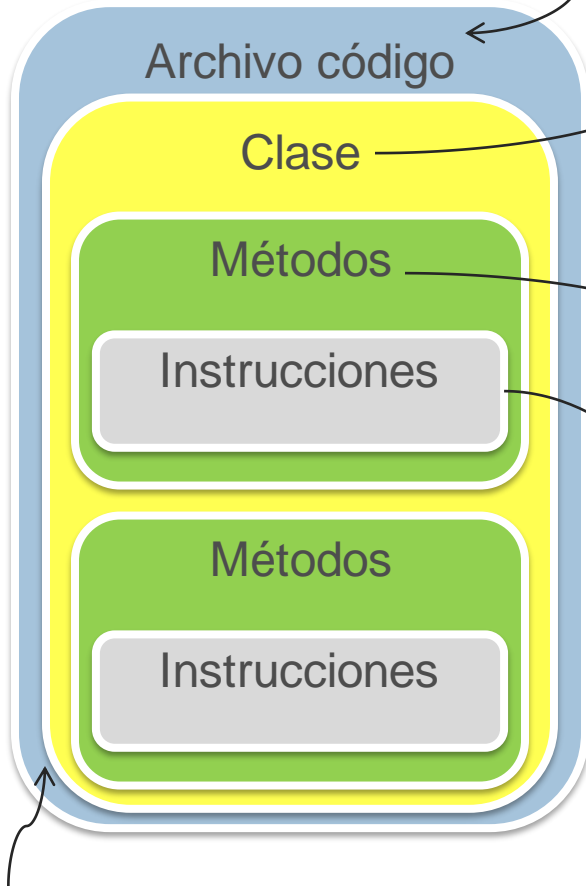 Archivo código
Clase
Métodos
Instrucciones
Métodos
Instrucciones